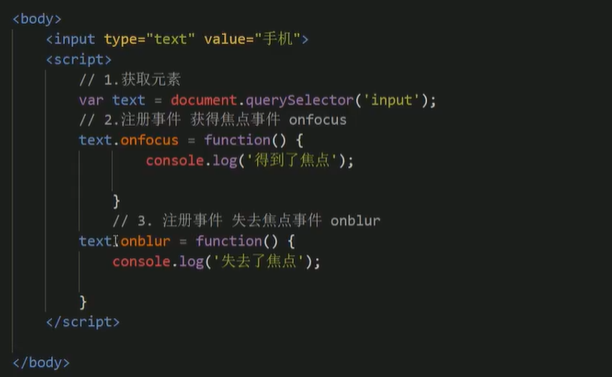 <body>
<input type="text" value="手机">
<script>
// 1.获取元素
var text = document.querySelector('input');
// 2.注册事件 获得焦点事件 onfocus
text.onfocus = function() {
console.log('得到了焦点');
}
// 3. 注册事件 失去焦点事件 onblur
text.onblur = function() {
console.log('失去了焦点');
}
</script>
</body>